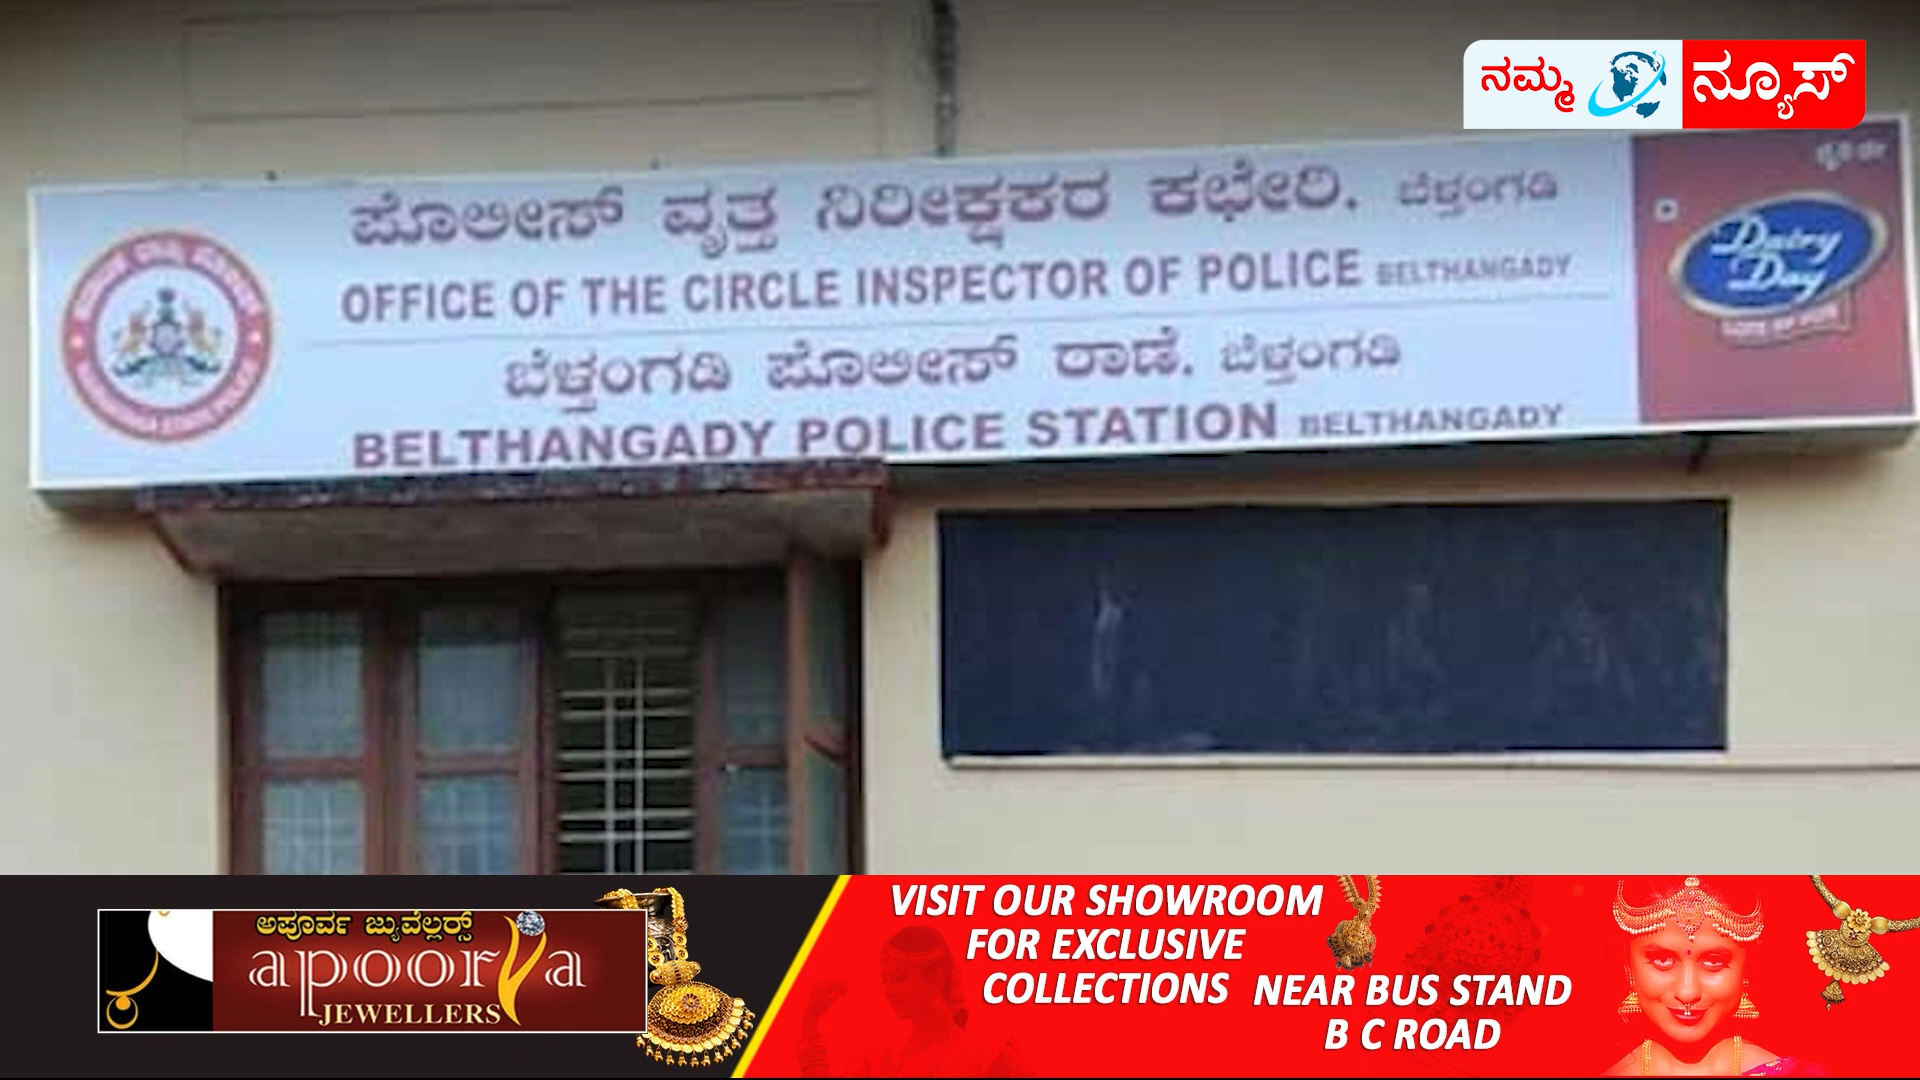 ನಮ್ಮ ನ್ಯೂಸ್
ಪೊಲೀಸ್ ವೃತ್ತ ನಿರೀಕ್ಷಕರ ಕಛೇರಿ. ಬೆಳ್ತಂಗಡಿ
OFFICE OF THE CIRCLE INSPECTOR OF POLICE BELTHANGADY
ಬೆಳ್ತಂಗಡಿ ಪೊಲೀಸ್ ಠಾಣೆ. ಬೆಳ್ತಂಗಡಿ
BELTHANGADY POLICE STATION BELTHANGADY
Dairy
Day
ಅಪೂರ್ವ ಜ್ಯುವೆಲ್ಲರ್ಸ್
apoorva
JEWELLERS
VISIT OUR SHOWROOM
FOR EXCLUSIVE
COLLECTIONS
NEAR BUS STAND
B C ROAD